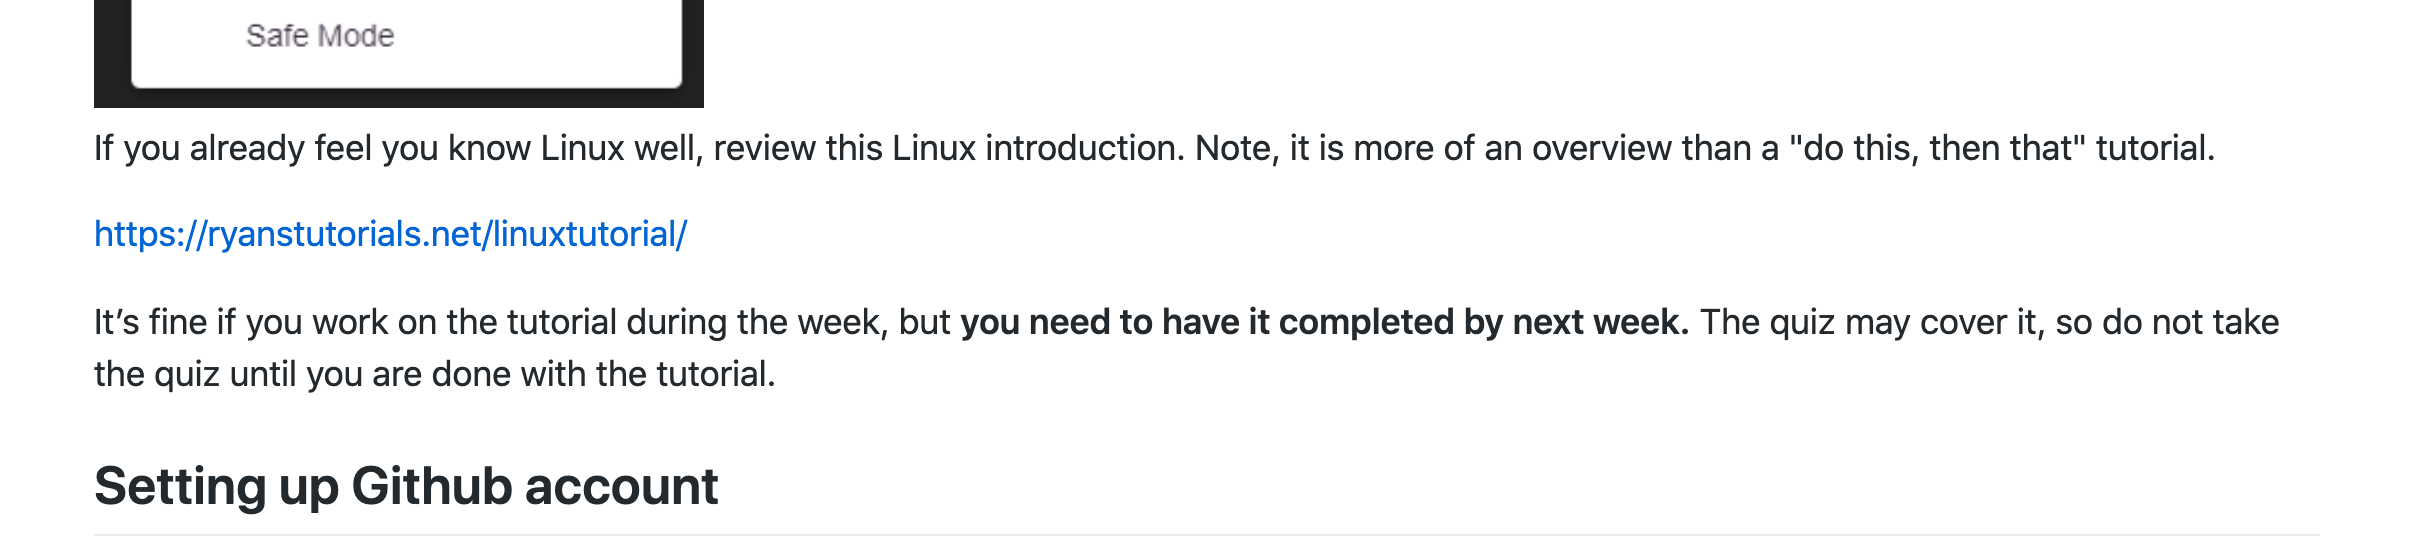 Safe Mode
If you already feel you know Linux well, review this Linux introduction. Note, it is more of an overview than a "do this, then that" tutorial.
https://ryanstutorials.net/linuxtutorial/
It’s fine if you work on the tutorial during the week, but you need to have it completed by next week. The quiz may cover it, so do not take
the quiz until you are done with the tutorial.
Setting up Github account